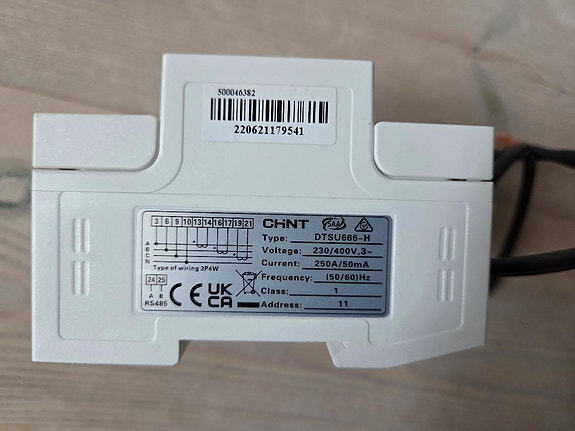 500046382
220621179541
3 6 9 10 13 14 16 17 19 21
CHNT SAA
A
B
C
N
Type of wiring 3P4W
24 25
A B
RS485
CE UK CA
Type: DTSU666-H
Voltage: 230/400V,3~
Current: 250A/50mA
Frequency: (50/60)Hz
Class: 1
Address: 11